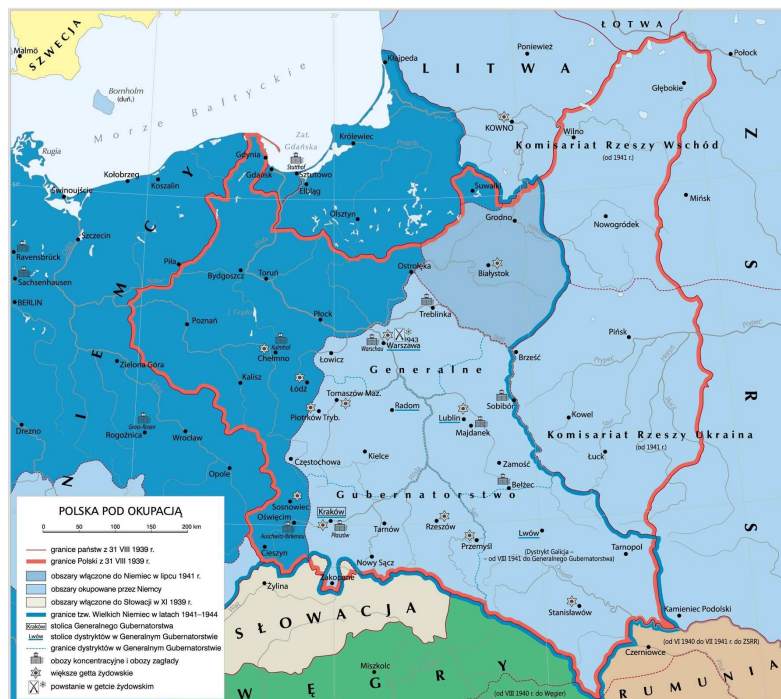 SZWECJA
Malmö
Bornholm
(duń.)
Morze Bałtyckie
Zat.
Gdańska
ŁOTWA
Kłajpeda
Poniewież
Połock
LITWA
KOWNO
Wilno
Głębokie
Komisariat Rzeszy Wschód
(od 1941 r.)
Rugia
Świnoujście
Kołobrzeg
Koszalin
Gdynia
Gdańsk
Stutthof
Sztutowo
Elbląg
Królewiec
Suwałki
Olsztyn
Grodno
Nowogródek
Mińsk
Szczecin
Ravensbrück
Sachsenhausen
BERLIN
NIEMCY
Piła
Bydgoszcz
Toruń
Ostrołęka
Białystok
ZSRS
Poznań
J. Gopło
Płock
Treblinka
Kulmhof
Chełmno
Warschau
1943
Warszawa
Łowicz
Generalne
Brześć
Pińsk
Prypeć
Zielona Góra
Kalisz
Łódź
Tomaszów Maz.
Piotrków Tryb.
Radom
Lublin
Majdanek
Sobibór
Kowel
Komisariat Rzeszy Ukraina
(od 1941 r.)
Drezno
Gross-Rosen
Rogoźnica
Wrocław
Opole
Częstochowa
Kielce
Zamość
Bełżec
Łuck
Gubernatorstwo
Sosnowiec
Oświęcim
Auschwitz-Birkenau
Cieszyn
Kraków
Płaszów
Tarnów
Rzeszów
Przemyśl
Lwów
(Dystrykt Galicja –
od VIII 1941 do Generalnego Gubernatorstwa)
Tarnopol
Nowy Sącz
Zakopane
Żylina
Stanisławów
Kamieniec Podolski
SŁOWACJA
Miszkolc
WĘGRY
(od VIII 1940 r. do Węgier)
(od VI 1940 do VII 1941 r. do ZSRR)
Czerniowce
RUMUNIA
POLSKA POD OKUPACJĄ
0 50 100 150 200 km
granice państw z 31 VIII 1939 r.
granice Polski z 31 VIII 1939 r.
obszary włączone do Niemiec w lipcu 1941 r.
obszary okupowane przez Niemcy
obszary włączone do Słowacji w XI 1939 r.
granice tzw. Wielkich Niemiec w latach 1941–1944
Kraków stolica Generalnego Gubernatorstwa
Lwów stolice dystryktów w Generalnym Gubernatorstwie
granice dystryktów w Generalnym Gubernatorstwie
obozy koncentracyjne i obozy zagłady
większe getta żydowskie
powstanie w getcie żydowskim